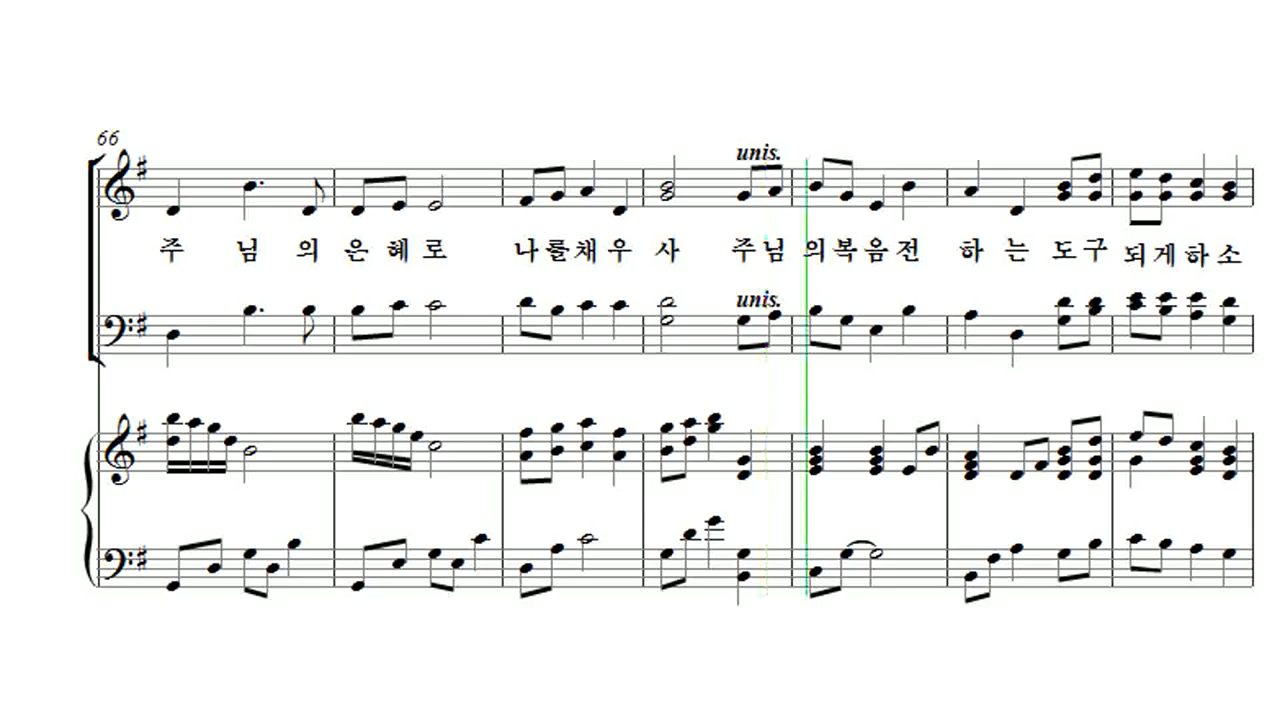 66
unis.
주 님 의 은 혜 로 나 를 채 우 사 주 님 의 복 음 전 하 는 도 구 되 게 하 소
unis.